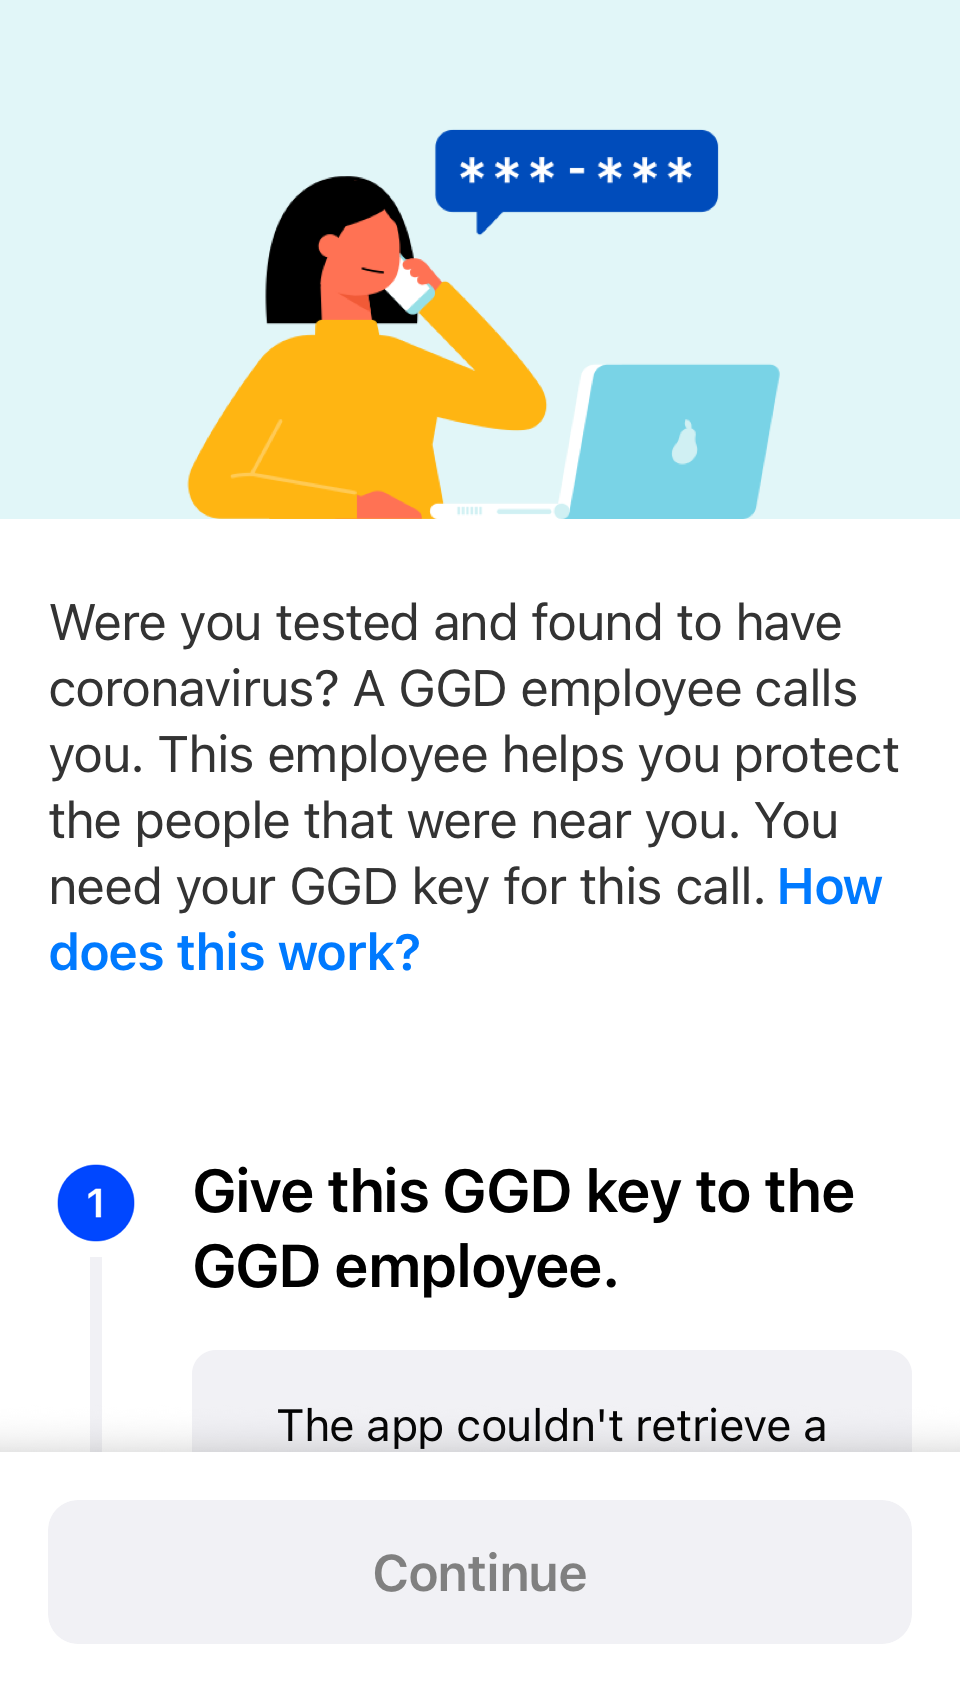 ***-***
Were you tested and found to have
coronavirus? A GGD employee calls
you. This employee helps you protect
the people that were near you. You
need your GGD key for this call. How
does this work?
1
Give this GGD key to the
GGD employee.
The app couldn't retrieve a
Continue